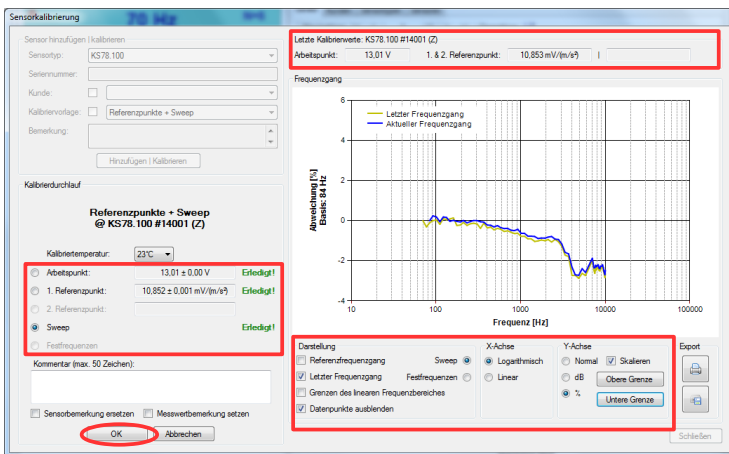 70 Hz
Sensorkalibrierung
Sensor hinzufügen | kalibrieren
Sensortyp: KS78.100
Seriennummer:
Kunde:
Kalibriervorlage: Referenzpunkte + Sweep
Bemerkung:
Hinzufügen | Kalibrieren
Kalibrierdurchlauf
Referenzpunkte + Sweep
@ KS78.100 #14001 (Z)
Kalibriertemperatur: 23°C
Arbeitspunkt: 13,01 ± 0,00 V Erledigt!
1. Referenzpunkt: 10,852 ± 0,001 mV/(m/s²) Erledigt!
2. Referenzpunkt:
Sweep Erledigt!
Festfrequenzen
Kommentar (max. 50 Zeichen):
Sensorbemerkung ersetzen Messwertbemerkung setzen
OK Abbrechen
Letzte Kalibrierwerte: KS78.100 #14001 (Z)
Arbeitspunkt: 13,01 V 1. & 2. Referenzpunkt: 10,853 mV/(m/s²) |
Frequenzgang
Letzter Frequenzgang
Aktueller Frequenzgang
Abweichung [%]
Basis: 84 Hz
6
4
2
0
-2
-4
10 100 1000 10000 100000
Frequenz [Hz]
Darstellung
Referenzfrequenzgang Sweep
Letzter Frequenzgang Festfrequenzen
Grenzen des linearen Frequenzbereiches
Datenpunkte ausblenden
X-Achse
Logarithmisch
Linear
Y-Achse
Normal Skalieren
dB Obere Grenze
% Untere Grenze
Export
Schließen